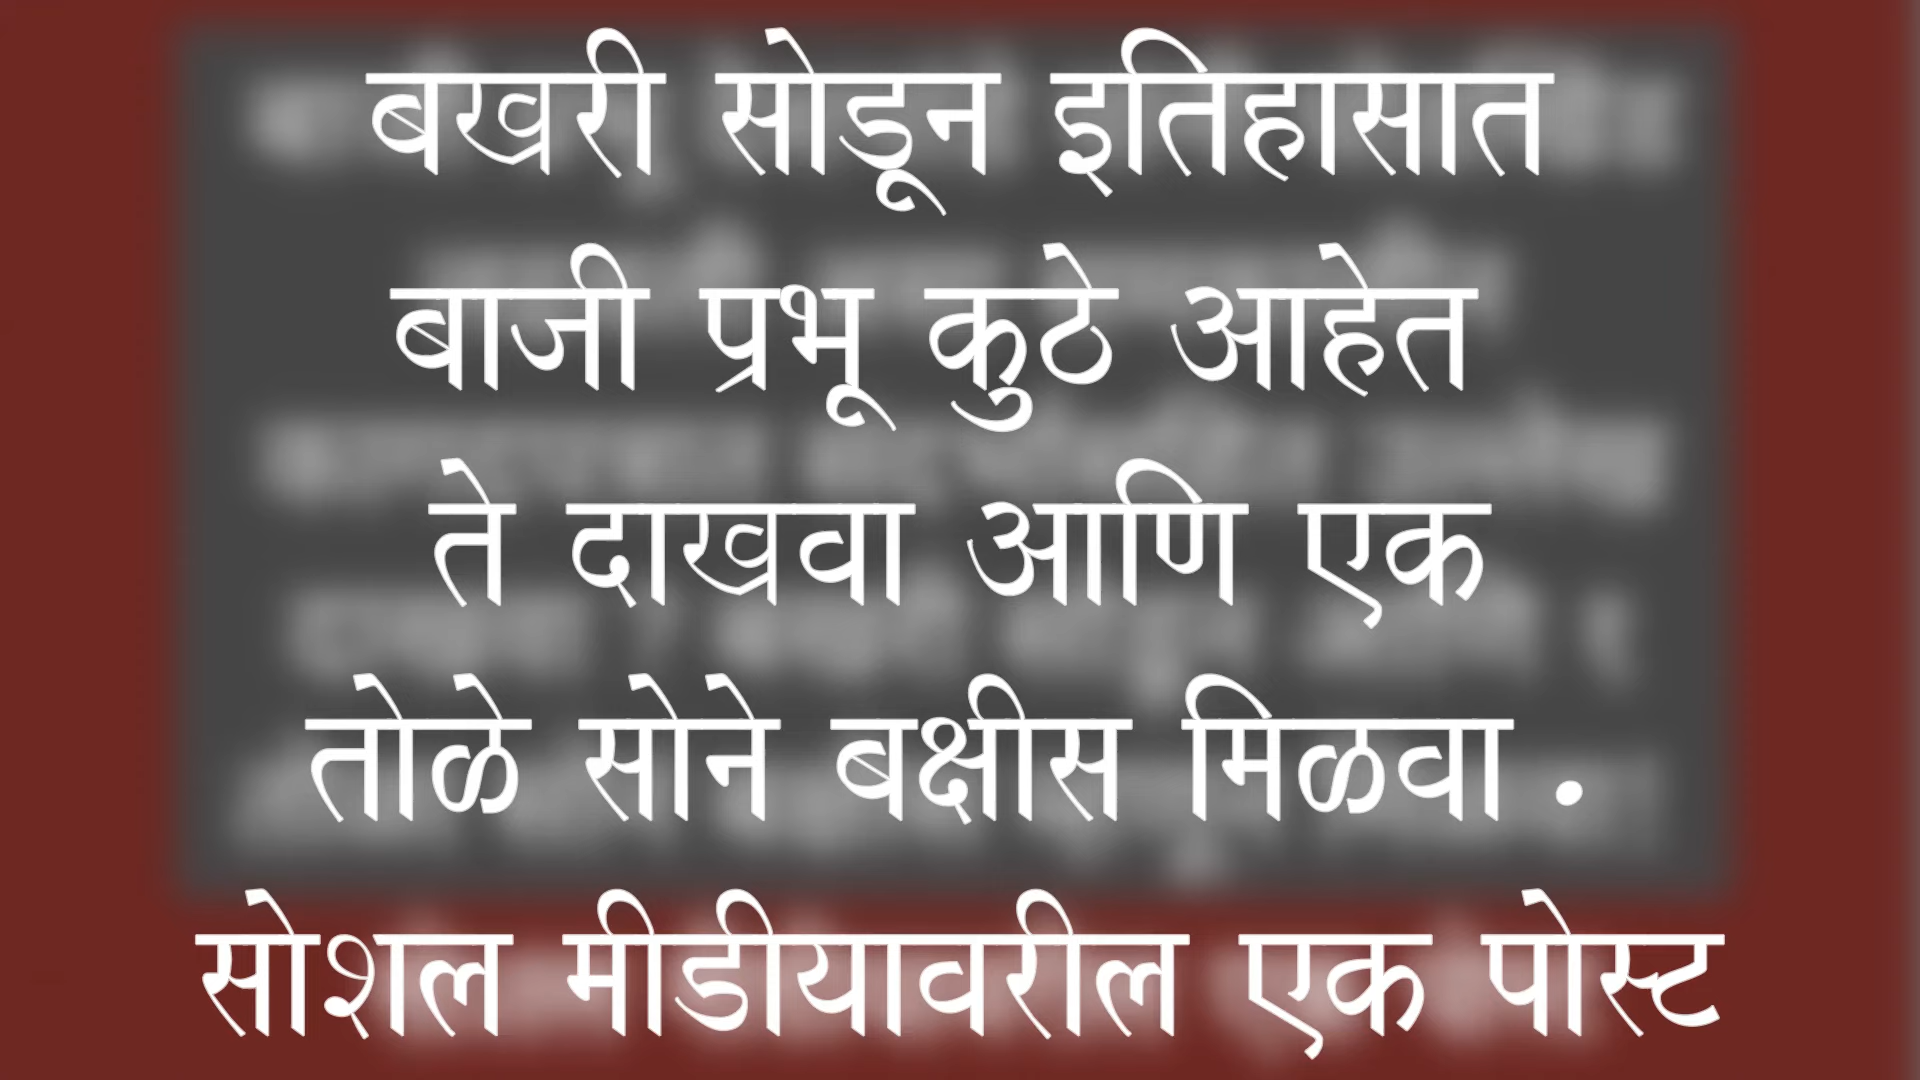 बखरी सोडून इतिहासात
बाजी प्रभू कुठे आहेत
ते दाखवा आणि एक
तोळे सोने बक्षीस मिळवा .
सोशल मीडीयावरील एक पोस्ट